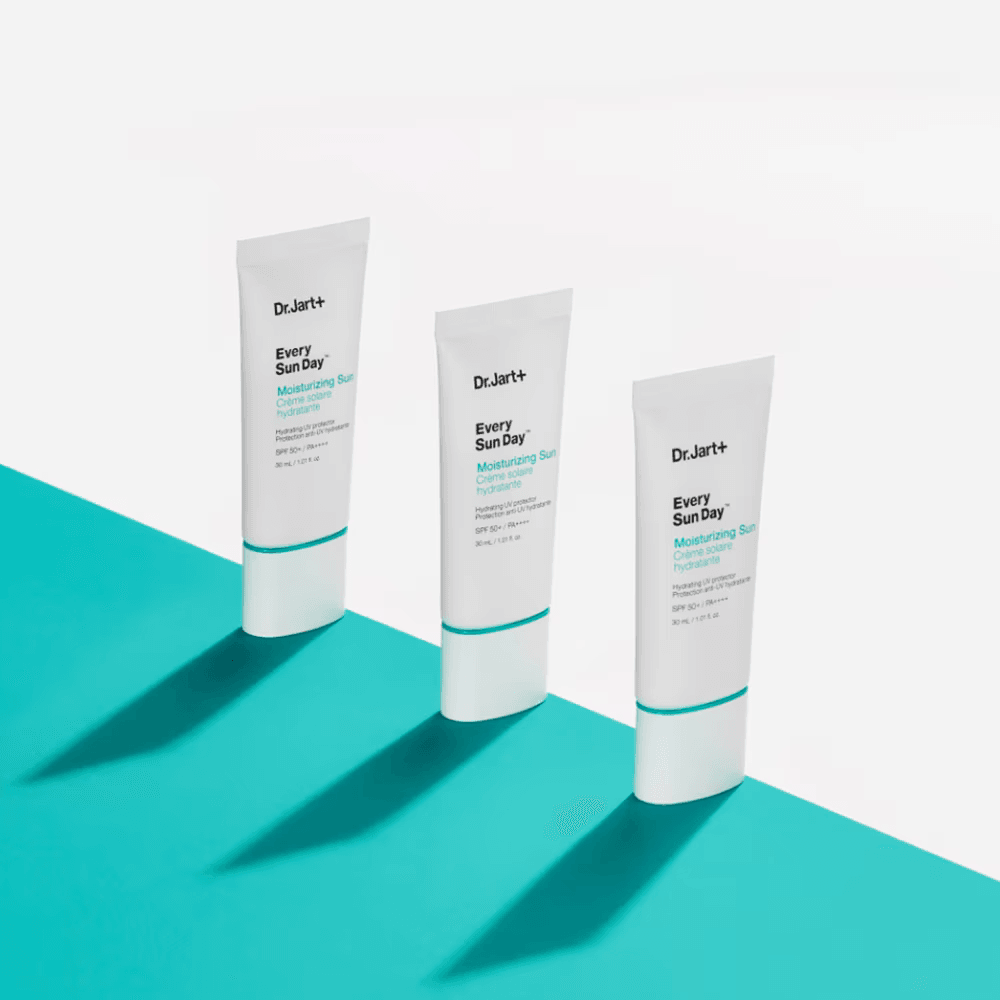 Dr.Jart+
Every
Sun Day™
Moisturizing Sun
Crème solaire
hydratante
Hydrating UV protector
Protection anti-UV hydratante
SPF 50+ / PA++++
30 mL / 1.01 fl. oz.
Dr.Jart+
Every
Sun Day™
Moisturizing Sun
Crème solaire
hydratante
Hydrating UV protector
Protection anti-UV hydratante
SPF 50+ / PA++++
30 mL / 1.01 fl. oz.
Dr.Jart+
Every
Sun Day™
Moisturizing Sun
Crème solaire
hydratante
Hydrating UV protector
Protection anti-UV hydratante
SPF 50+ / PA++++
30 mL / 1.01 fl. oz.